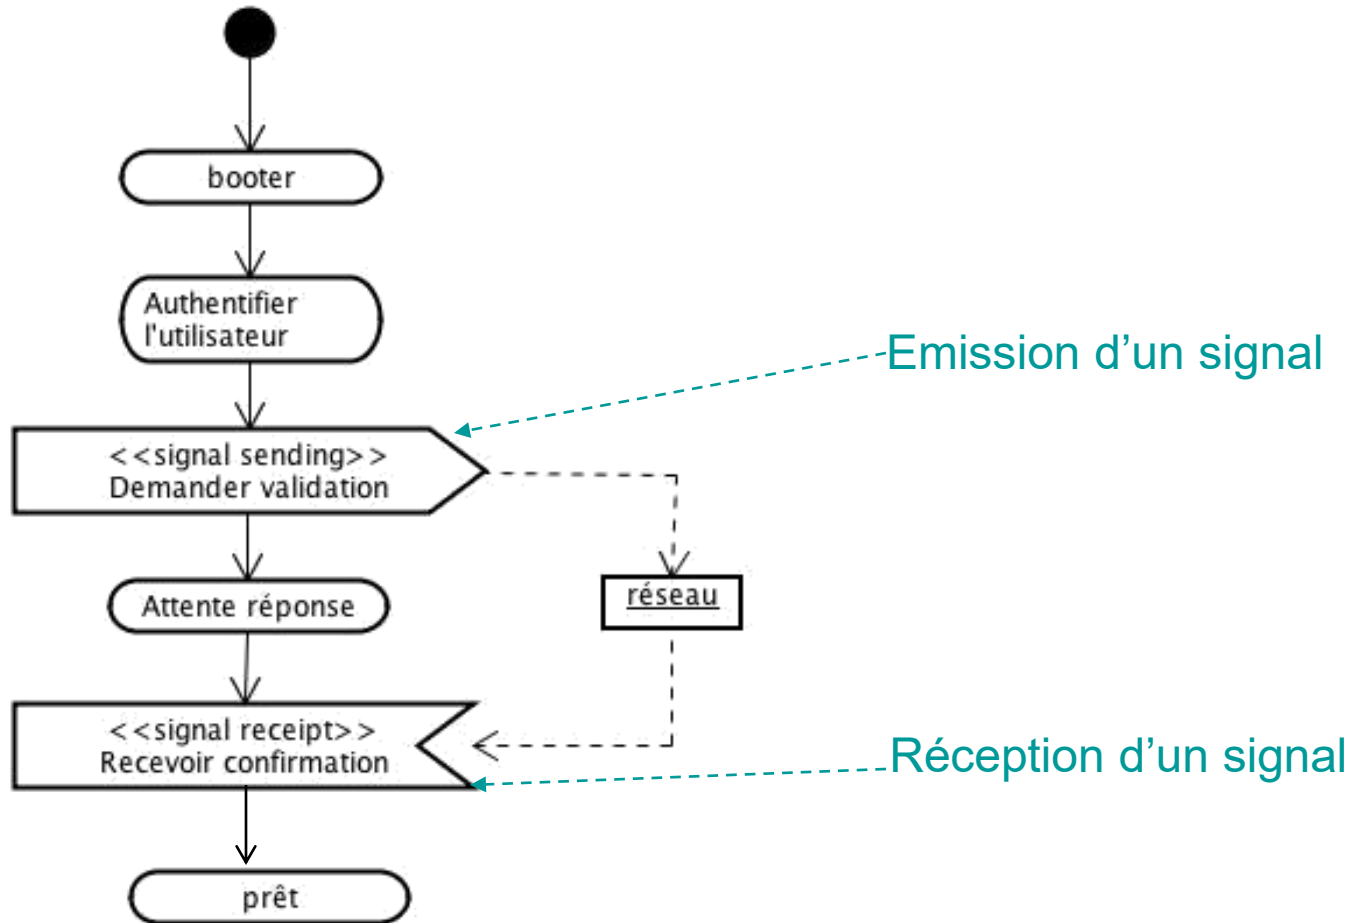 booter
Authentifier
l'utilisateur
Emission d’un signal
<<signal sending>>
Demander validation
Attente réponse
réseau
<<signal receipt>>
Recevoir confirmation
Réception d’un signal
prêt